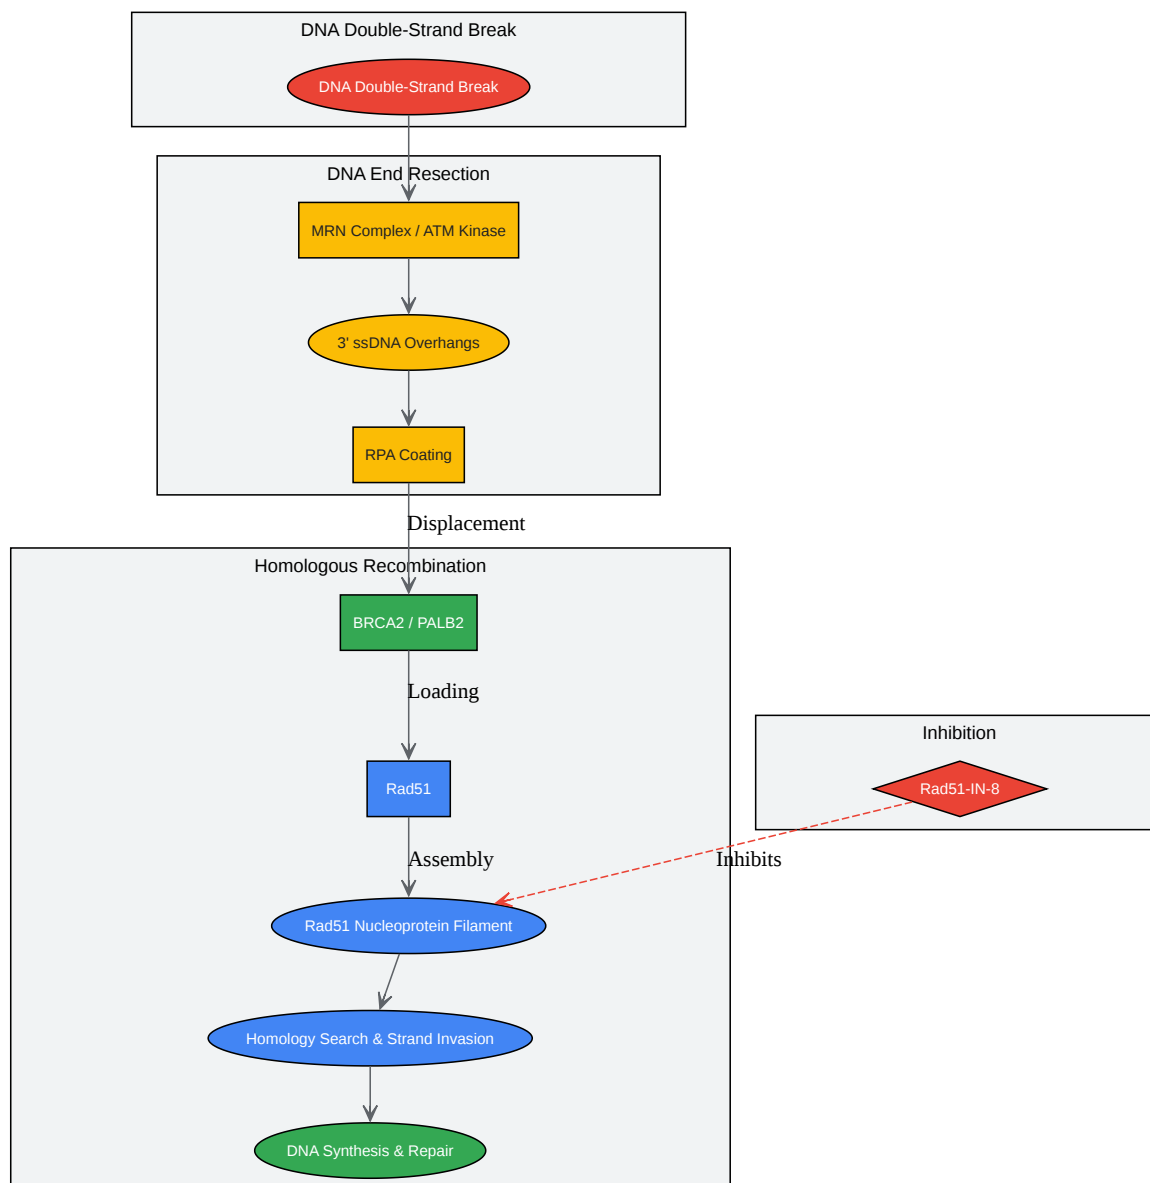 DNA Double-Strand Break
DNA Double-Strand Break
DNA End Resection
MRN Complex / ATM Kinase
3' ssDNA Overhangs
RPA Coating
Displacement
Homologous Recombination
BRCA2 / PALB2
Loading
Rad51
Assembly
Rad51 Nucleoprotein Filament
Homology Search & Strand Invasion
DNA Synthesis & Repair
Inhibition
Rad51-IN-8
Inhibits